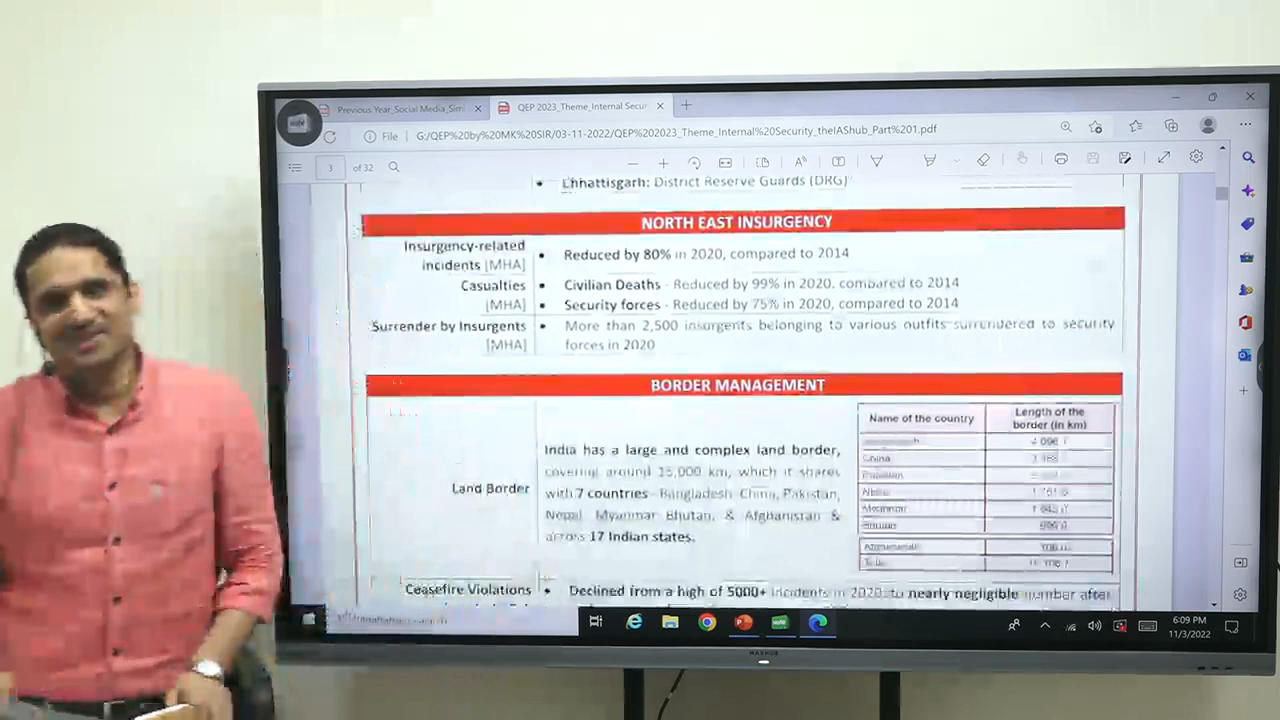 Previous Year_Social Media_Sim
QEP 2023_Theme_Internal Secur
File
G:/QEP%20by%20MK%20SIR/03-11-2022/QEP%202023_Theme_Internal%20Security_theIAShub_Part%201.pdf
3 of 32
Chhattisgarh: District Reserve Guards (DRG)
NORTH EAST INSURGENCY
Insurgency-related incidents [MHA]
• Reduced by 80% in 2020, compared to 2014
Casualties [MHA]
• Civilian Deaths - Reduced by 99% in 2020, compared to 2014
• Security forces - Reduced by 75% in 2020, compared to 2014
Surrender by Insurgents [MHA]
• More than 2,500 insurgents belonging to various outfits surrendered to security
forces in 2020
BORDER MANAGEMENT
Land Border
India has a large and complex land border,
covering around 15,000 km, which it shares
with 7 countries - Bangladesh, China, Pakistan,
Nepal, Myanmar Bhutan, & Afghanistan &
across 17 Indian states.
Name of the country
Length of the
border (in km)
China
Ceasefire Violations
• Declined from a high of 5000+ incidents in 2020 to nearly negligible number after
MAXHUB
6:09 PM
11/3/2022